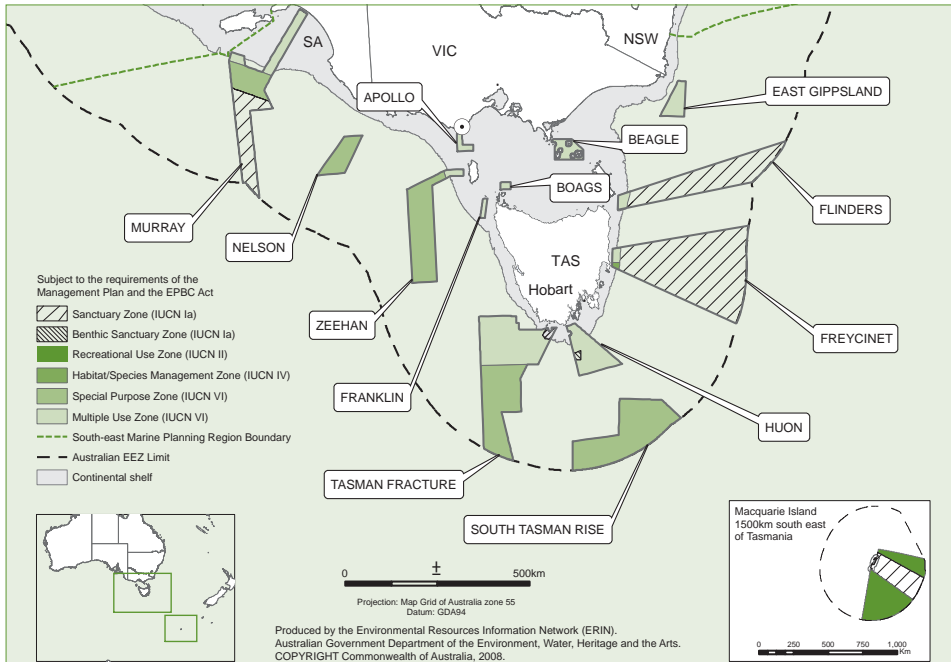 SA
VIC
NSW
APOLLO
EAST GIPPSLAND
BEAGLE
BOAGS
MURRAY
NELSON
FLINDERS
TAS
Hobart
ZEEHAN
FREYCINET
FRANKLIN
HUON
TASMAN FRACTURE
SOUTH TASMAN RISE
Subject to the requirements of the
Management Plan and the EPBC Act
Sanctuary Zone (IUCN Ia)
Benthic Sanctuary Zone (IUCN Ia)
Recreational Use Zone (IUCN II)
Habitat/Species Management Zone (IUCN IV)
Special Purpose Zone (IUCN VI)
Multiple Use Zone (IUCN VI)
South-east Marine Planning Region Boundary
Australian EEZ Limit
Continental shelf
Macquarie Island
1500km south east
of Tasmania
0 250 500 750 1,000
Km
±
0 500km
Projection: Map Grid of Australia zone 55
Datum: GDA94
Produced by the Environmental Resources Information Network (ERIN).
Australian Government Department of the Environment, Water, Heritage and the Arts.
COPYRIGHT Commonwealth of Australia, 2008.